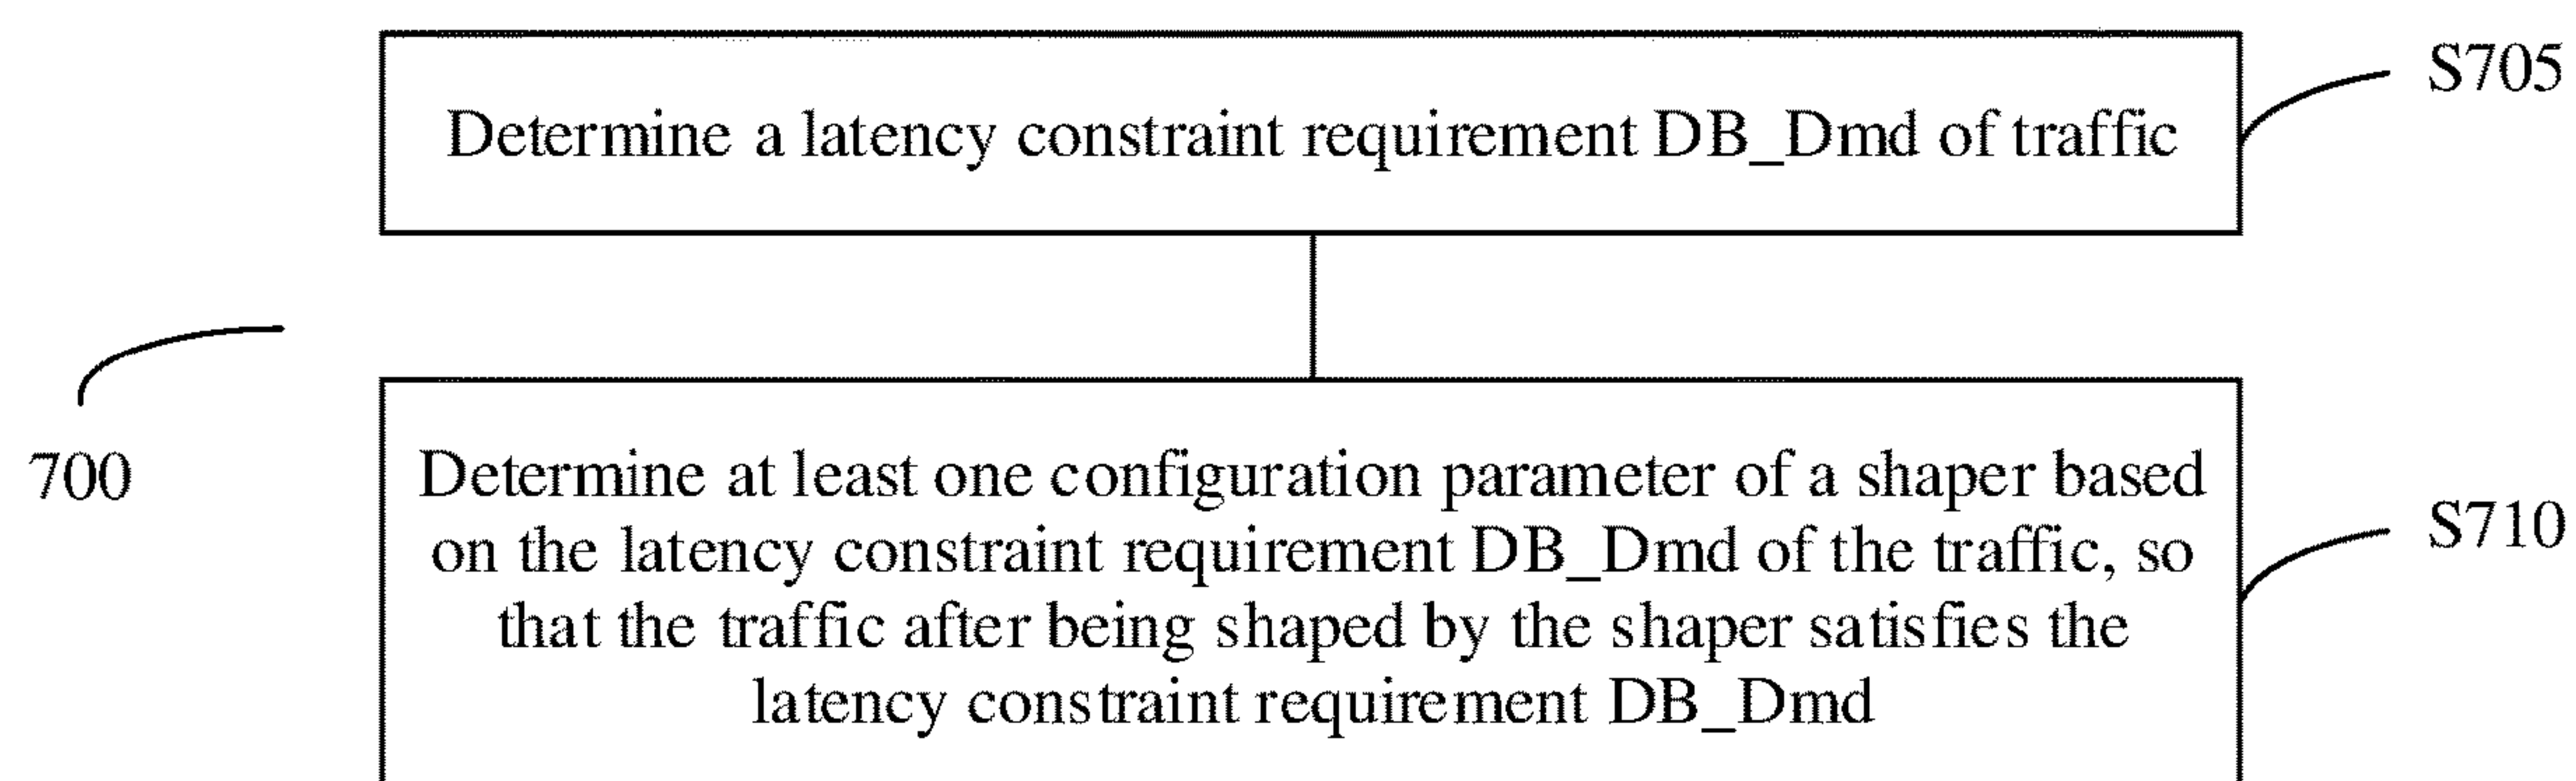 Determine a latency constraint requirement DB_Dmd of traffic
S705
700
Determine at least one configuration parameter of a shaper based
on the latency constraint requirement DB_Dmd of the traffic, so
that the traffic after being shaped by the shaper satisfies the
latency constraint requirement DB_Dmd
S710